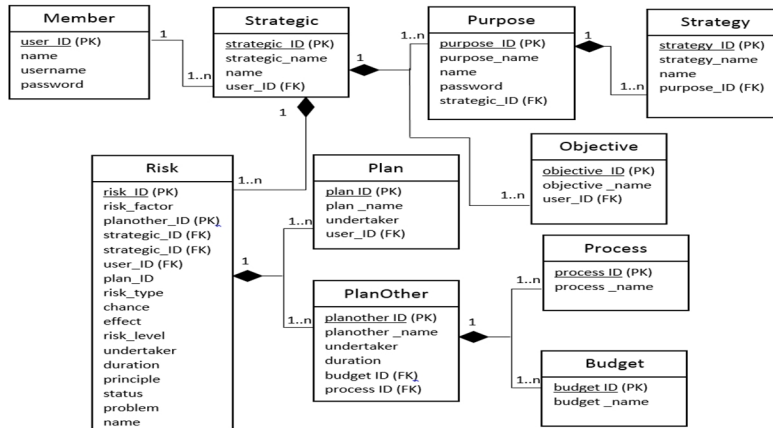 Member
user_ID (PK)
name
username
password
1
1..n
Strategic
strategic_ID (PK)
strategic_name
name
user_ID (FK)
1
1
1..n
Purpose
purpose_ID (PK)
purpose_name
name
password
strategic_ID (FK)
1
1..n
Strategy
strategy_ID (PK)
strategy_name
name
purpose_ID (FK)
1..n
Objective
objective_ID (PK)
objective _name
user_ID (FK)
1..n
Risk
risk_ID (PK)
risk_factor
planother_ID (PK)
strategic_ID (FK)
strategic_ID (FK)
user_ID (FK)
plan_ID
risk_type
chance
effect
risk_level
undertaker
duration
principle
status
problem
name
1
1..n
1..n
Plan
plan ID (PK)
plan _name
undertaker
user_ID (FK)
PlanOther
planother ID (PK)
planother _name
undertaker
duration
budget ID (FK)
process ID (FK)
1
1..n
1..n
Process
process ID (PK)
process _name
Budget
budget ID (PK)
budget _name